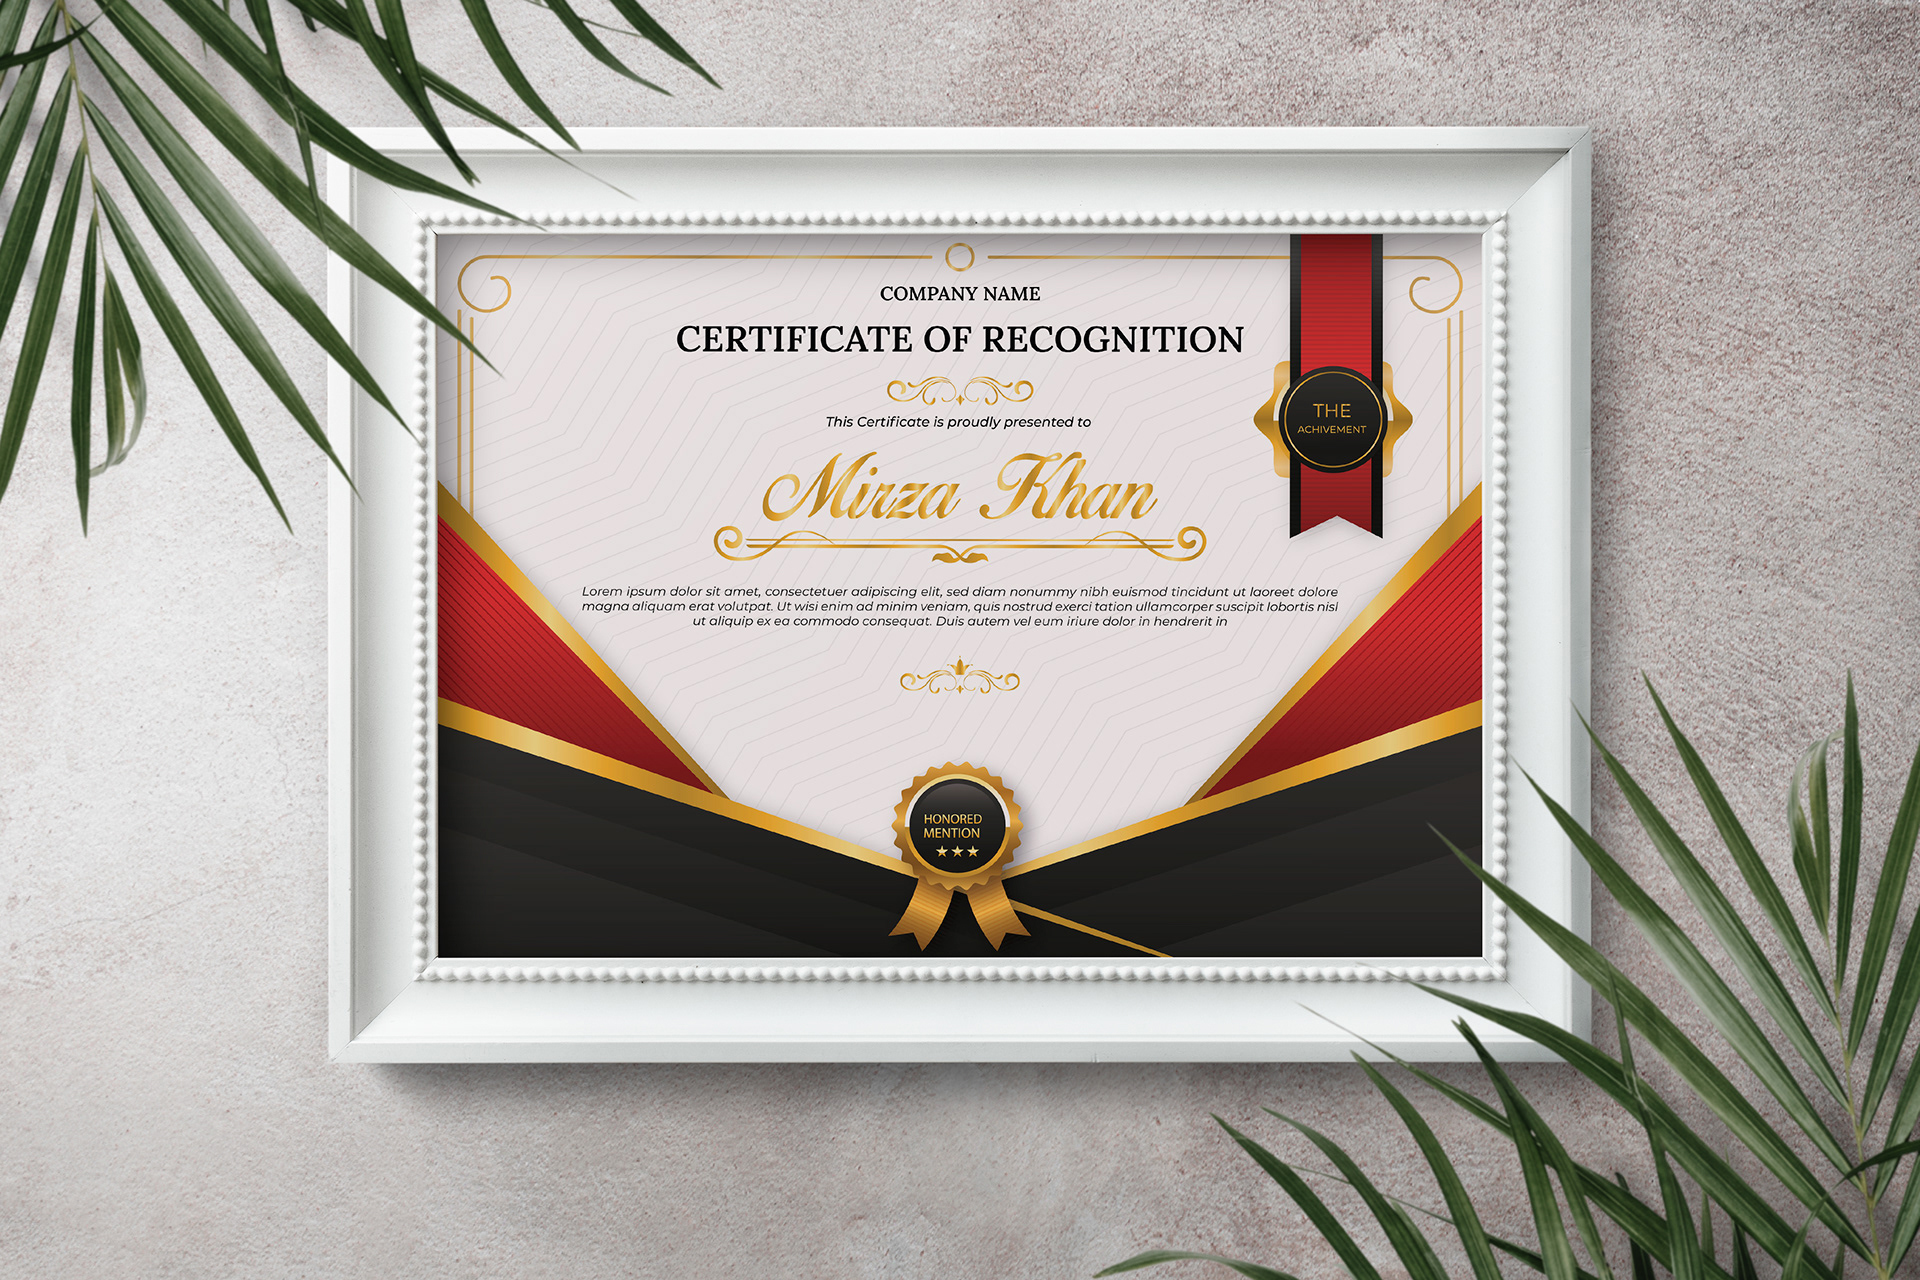 COMPANY NAME
CERTIFICATE OF RECOGNITION
This Certificate is proudly presented to
THE
ACHIVEMENT
Mirza Khan
Lorem ipsum dolor sit amet, consectetuer adipiscing elit, sed diam nonummy nibh euismod tincidunt ut laoreet dolore
magna aliquam erat volutpat. Ut wisi enim ad minim veniam, quis nostrud exerci tation ullamcorper suscipit lobortis nisl
ut aliquip ex ea commodo consequat. Duis autem vel eum iriure dolor in hendrerit in
HONORED
MENTION